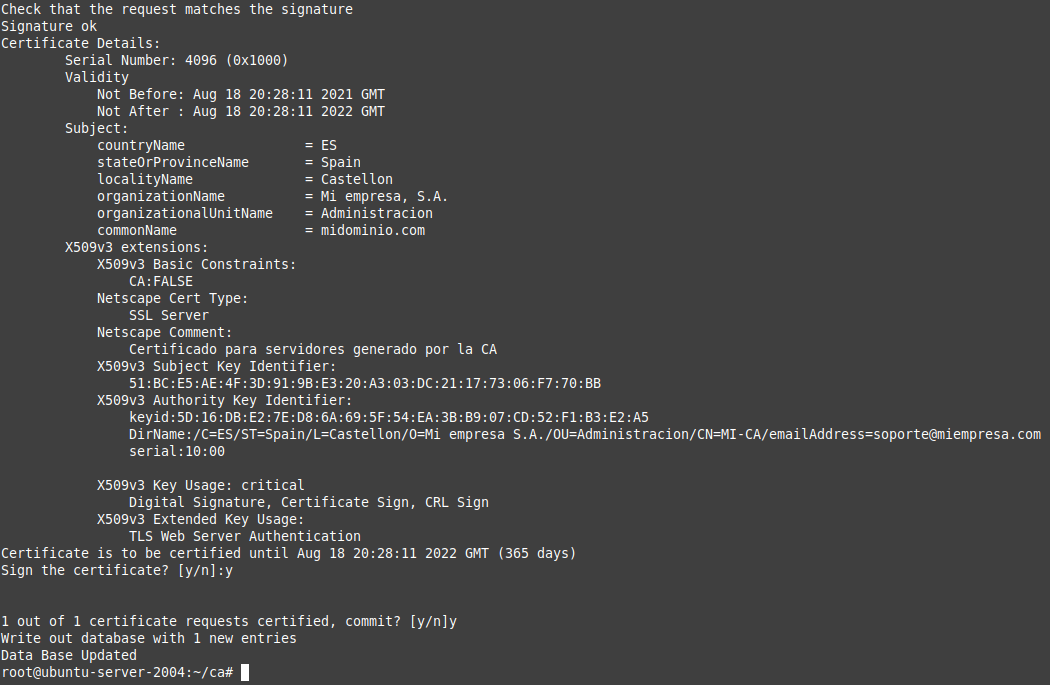 Check that the request matches the signature
Signature ok
Certificate Details:
        Serial Number: 4096 (0x1000)
        Validity
            Not Before: Aug 18 20:28:11 2021 GMT
            Not After : Aug 18 20:28:11 2022 GMT
        Subject:
            countryName               = ES
            stateOrProvinceName       = Spain
            localityName              = Castellon
            organizationName          = Mi empresa, S.A.
            organizationalUnitName    = Administracion
            commonName                = midominio.com
        X509v3 extensions:
            X509v3 Basic Constraints:
                CA:FALSE
            Netscape Cert Type:
                SSL Server
            Netscape Comment:
                Certificado para servidores generado por la CA
            X509v3 Subject Key Identifier:
                51:BC:E5:AE:4F:3D:91:9B:E3:20:A3:03:DC:21:17:73:06:F7:70:BB
            X509v3 Authority Key Identifier:
                keyid:5D:16:DB:E2:7E:D8:6A:69:5F:54:EA:3B:B9:07:CD:52:F1:B3:E2:A5
                DirName:/C=ES/ST=Spain/L=Castellon/O=Mi empresa S.A./OU=Administracion/CN=MI-CA/emailAddress=soporte@miempresa.com
                serial:10:00

            X509v3 Key Usage: critical
                Digital Signature, Certificate Sign, CRL Sign
            X509v3 Extended Key Usage:
                TLS Web Server Authentication
Certificate is to be certified until Aug 18 20:28:11 2022 GMT (365 days)
Sign the certificate? [y/n]:y


1 out of 1 certificate requests certified, commit? [y/n]y
Write out database with 1 new entries
Data Base Updated
root@ubuntu-server-2004:~/ca#